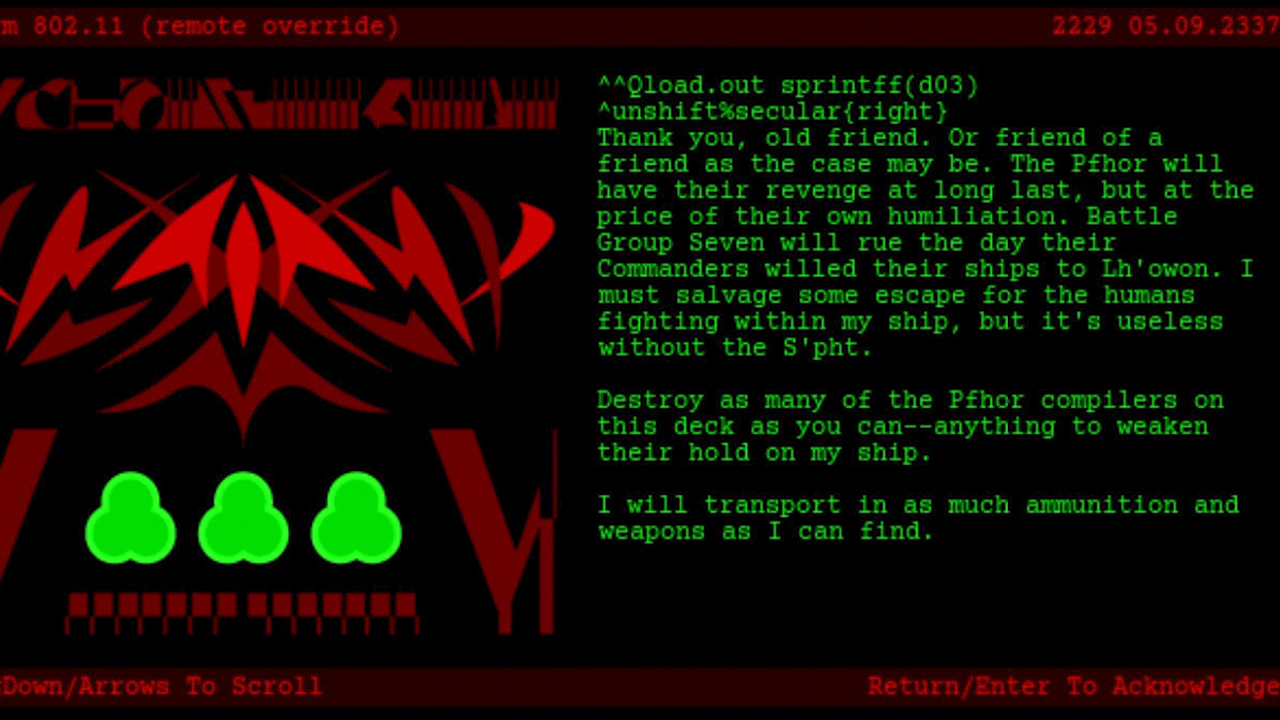 m 802.11 (remote override)
2229 05.09.2337
^^Qload.out sprintff(d03)
^unshift%secular{right}
Thank you, old friend. Or friend of a
friend as the case may be. The Pfhor will
have their revenge at long last, but at the
price of their own humiliation. Battle
Group Seven will rue the day their
Commanders willed their ships to Lh'owon. I
must salvage some escape for the humans
fighting within my ship, but it's useless
without the S'pht.
Destroy as many of the Pfhor compilers on
this deck as you can--anything to weaken
their hold on my ship.
I will transport in as much ammunition and
weapons as I can find.
Down/Arrows To Scroll
Return/Enter To Acknowledge